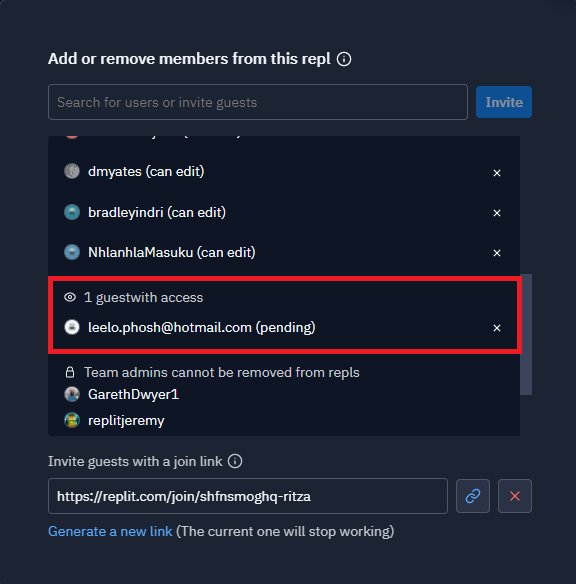 Add or remove members from this repl
Search for users or invite guests
Invite
dmyates (can edit)
bradleyindri (can edit)
NhlanhlaMasuku (can edit)
1 guestwith access
leelo.phosh@hotmail.com (pending)
Team admins cannot be removed from repls
GarethDwyer1
replitjeremy
Invite guests with a join link
https://replit.com/join/shfnsmoghq-ritza
Generate a new link (The current one will stop working)